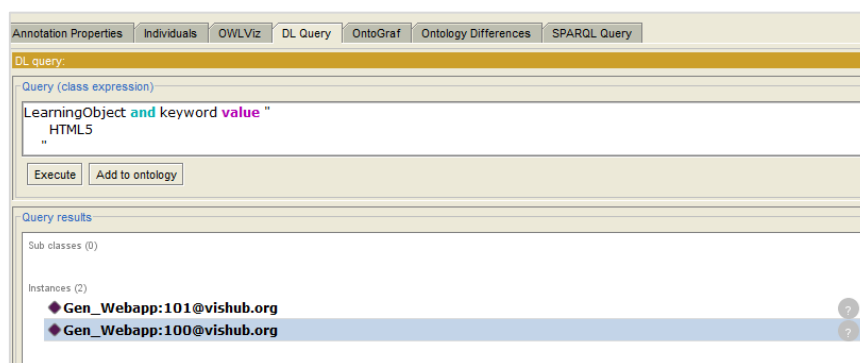 Annotation Properties Individuals OWLViz DL Query OntoGraf Ontology Differences SPARQL Query
DL query:
Query (class expression)
LearningObject and keyword value "
HTML5
"
Execute Add to ontology
Query results
Sub classes (0)
Instances (2)
Gen_Webapp:101@vishub.org ?
Gen_Webapp:100@vishub.org ?